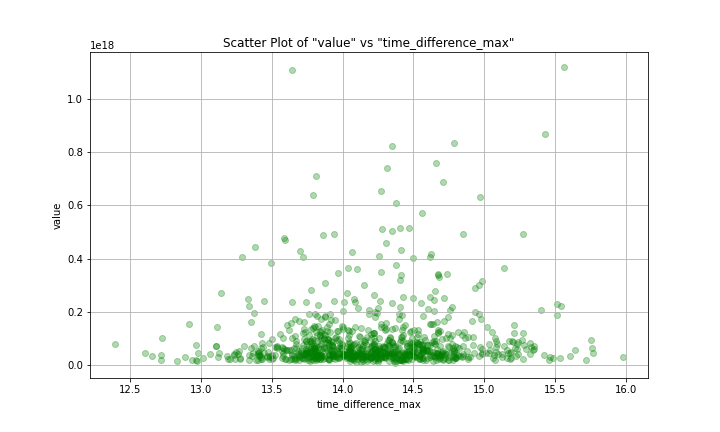 Scatter Plot of "value" vs "time_difference_max"
1e18
1.0
0.8
0.6
0.4
0.2
0.0
value
12.5 13.0 13.5 14.0 14.5 15.0 15.5 16.0
time_difference_max